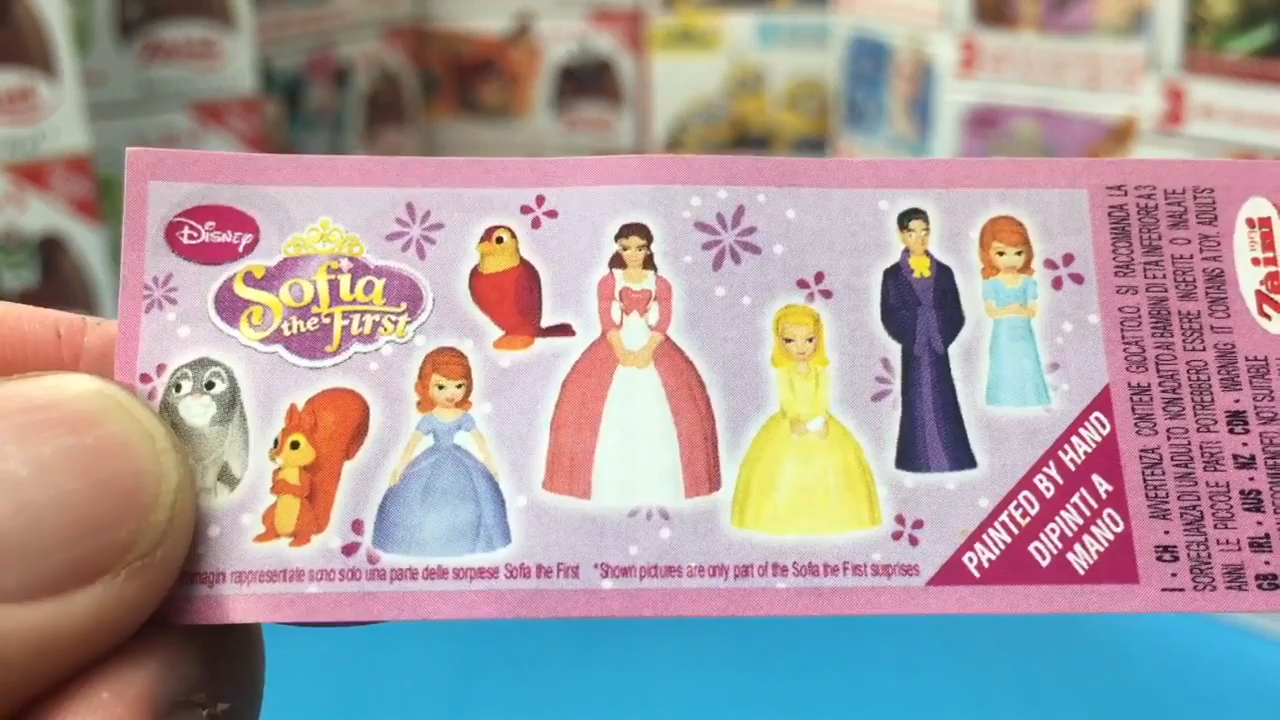 Disney
Sofia
the First
immagini rappresentate sono solo una parte delle sorprese Sofia the First *Shown pictures are only part of the Sofia the First surprises
PAINTED BY HAND
DIPINTI A
MANO
I · CH · AVVERTENZA CONTIENE GIOCATTOLO SI RACCOMANDA LA
SORVEGLIANZA DI UN ADULTO NON ADATTO AI BAMBINI DI ETÀ INFERIORE A 3
ANNI. LE PICCOLE PARTI POTREBBERO ESSERE INGERITE O INALATE
GB · IRL · AUS · NZ · CDN · WARNING IT CONTAINS A TOY ADULTS'
NOT SUITABLE
Zàini